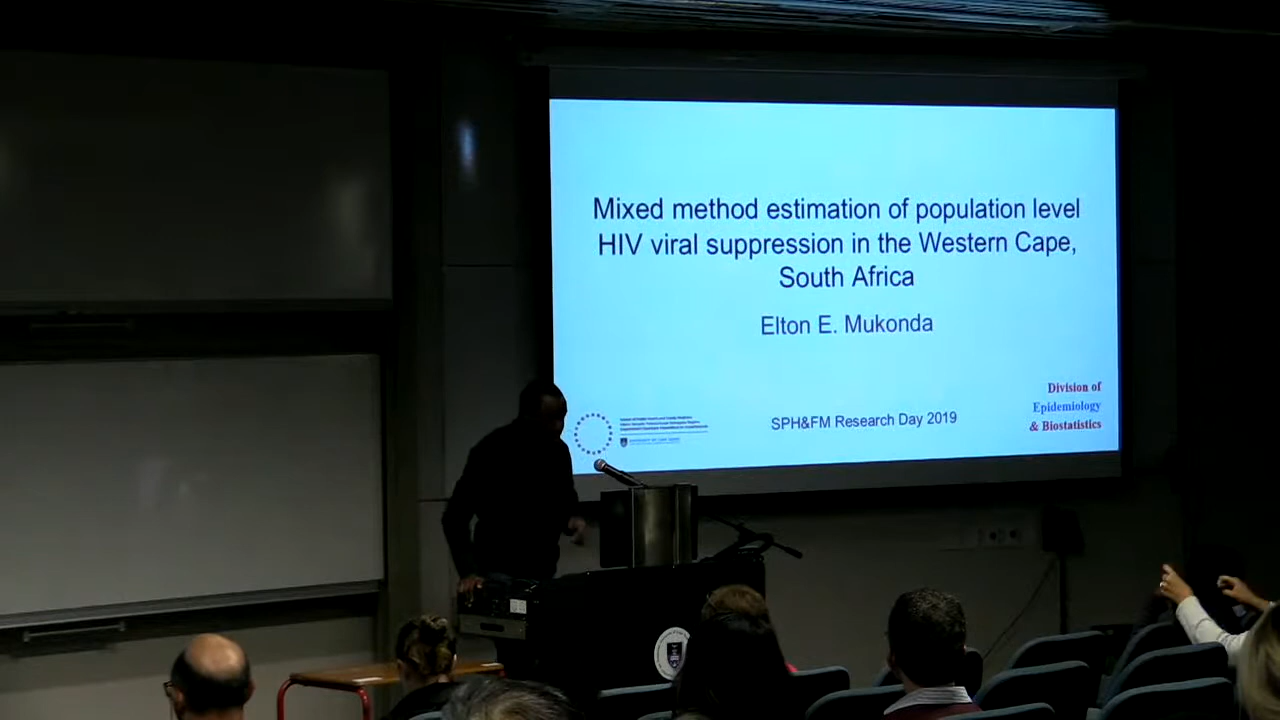 Mixed method estimation of population level
HIV viral suppression in the Western Cape,
South Africa
Elton E. Mukonda
SPH&FM Research Day 2019
Division of
Epidemiology
& Biostatistics